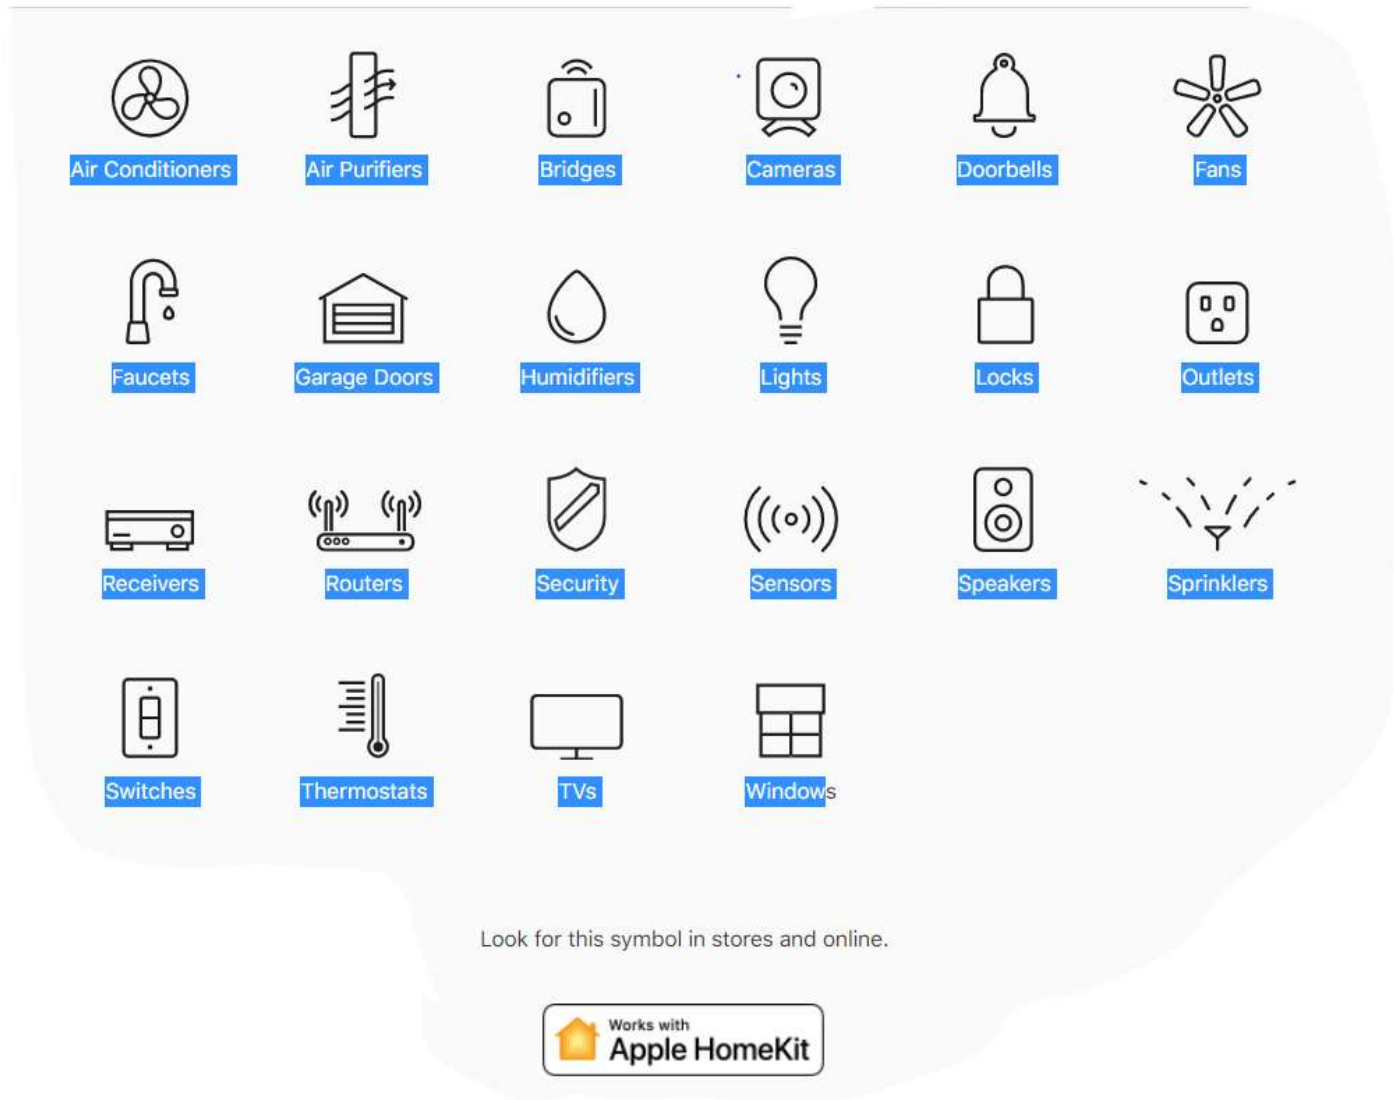 Air Conditioners Air Purifiers Bridges Cameras Doorbells Fans
Faucets Garage Doors Humidifiers Lights Locks Outlets
Receivers Routers Security Sensors Speakers Sprinklers
Switches Thermostats TVs Windows
Look for this symbol in stores and online.
Works with
Apple HomeKit